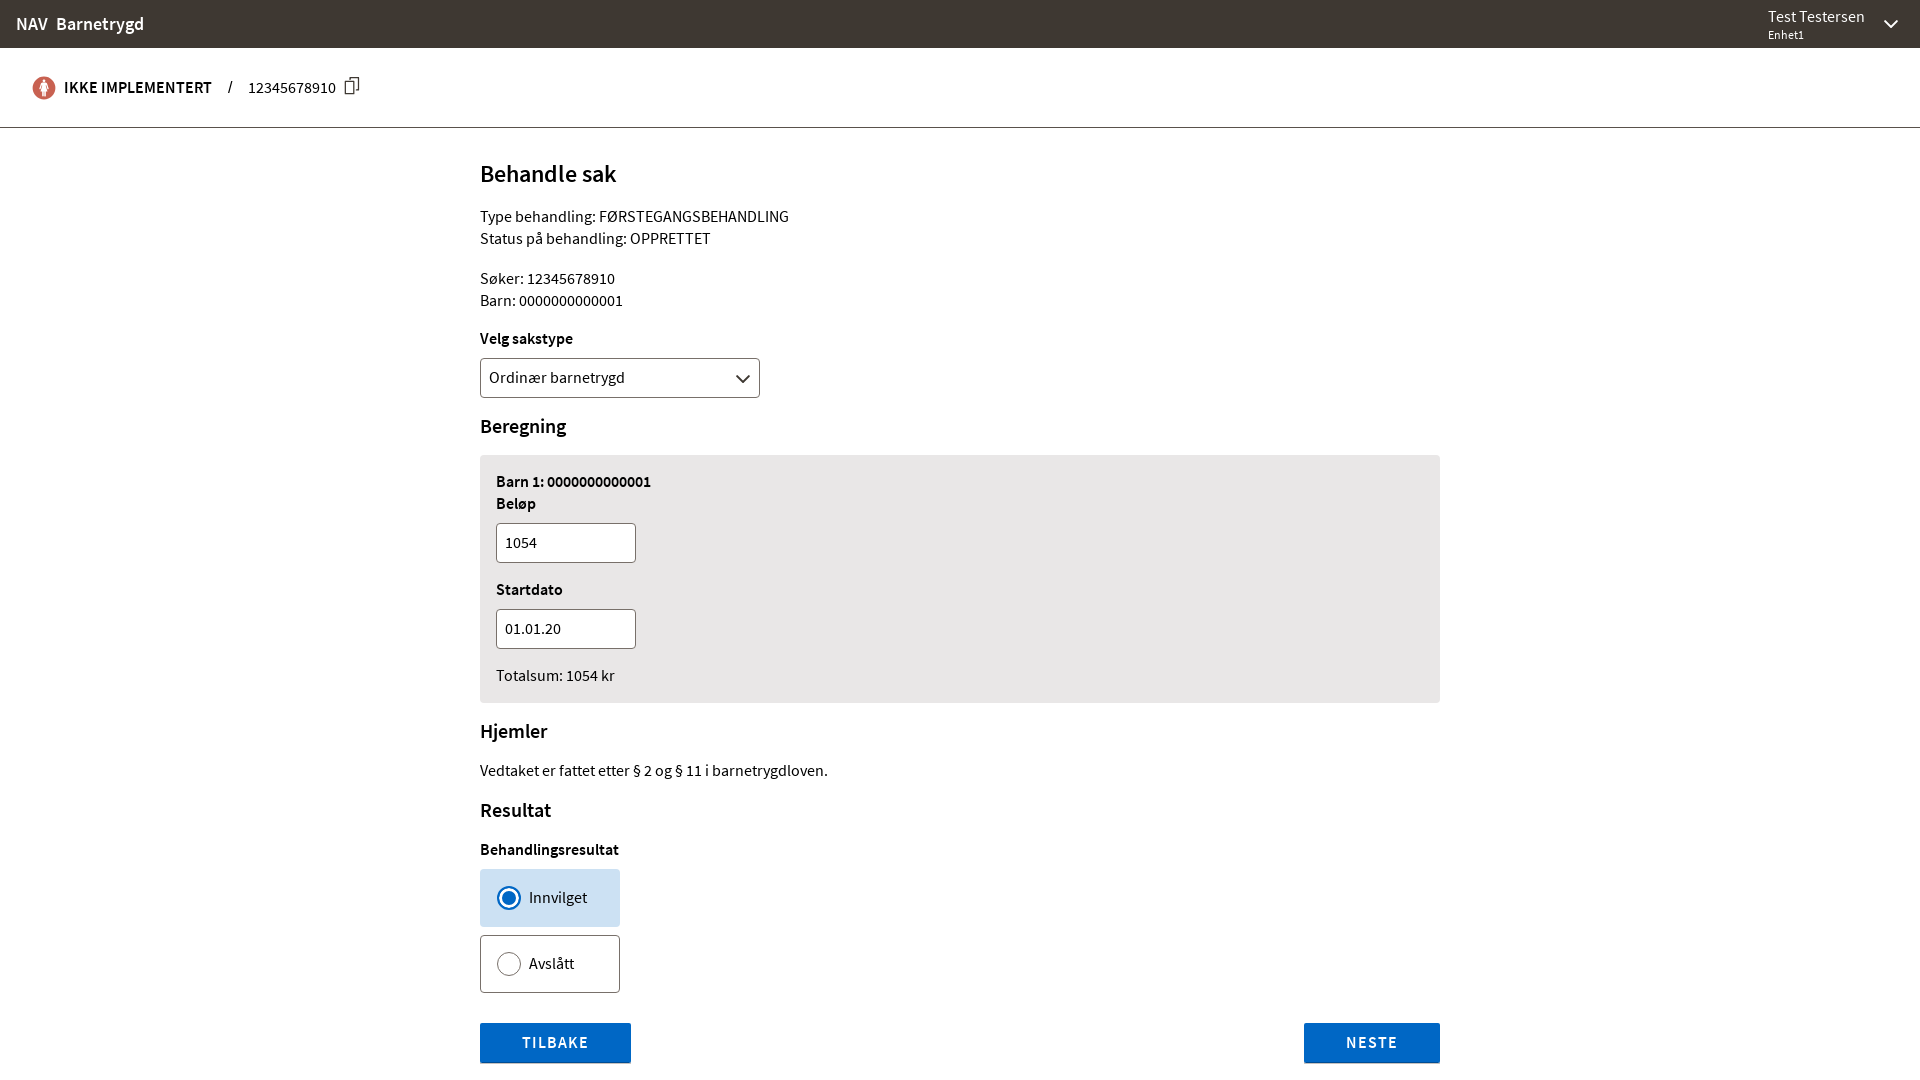 NAV Barnetrygd
Test Testersen
Enhet1
IKKE IMPLEMENTERT / 12345678910
Behandle sak
Type behandling: FØRSTEGANGSBEHANDLING
Status på behandling: OPPRETTET
Søker: 12345678910
Barn: 0000000000001
Velg sakstype
Ordinær barnetrygd
Beregning
Barn 1: 0000000000001
Beløp
1054
Startdato
01.01.20
Totalsum: 1054 kr
Hjemler
Vedtaket er fattet etter § 2 og § 11 i barnetrygdloven.
Resultat
Behandlingsresultat
Innvilget
Avslått
TILBAKE
NESTE